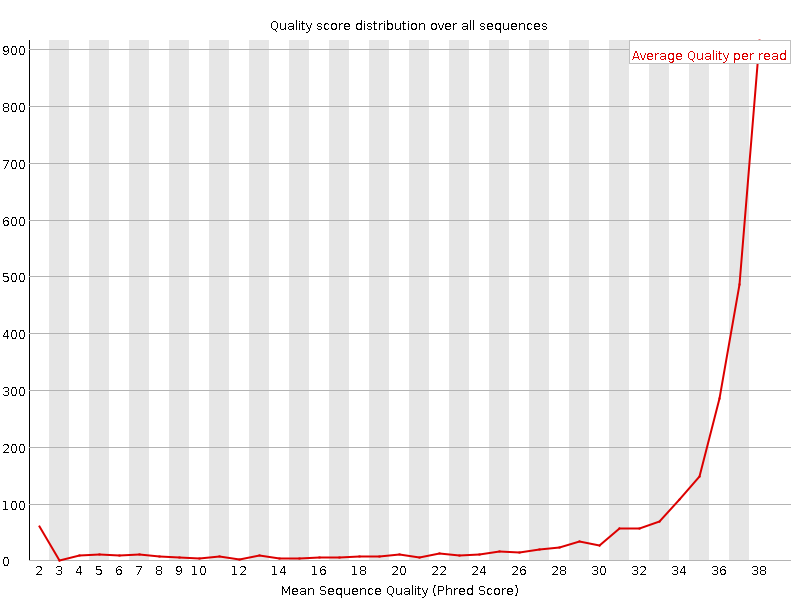 Quality score distribution over all sequences
Average Quality per read
900
800
700
600
500
400
300
200
100
0
2 3 4 5 6 7 8 9 10 12 14 16 18 20 22 24 26 28 30 32 34 36 38
Mean Sequence Quality (Phred Score)